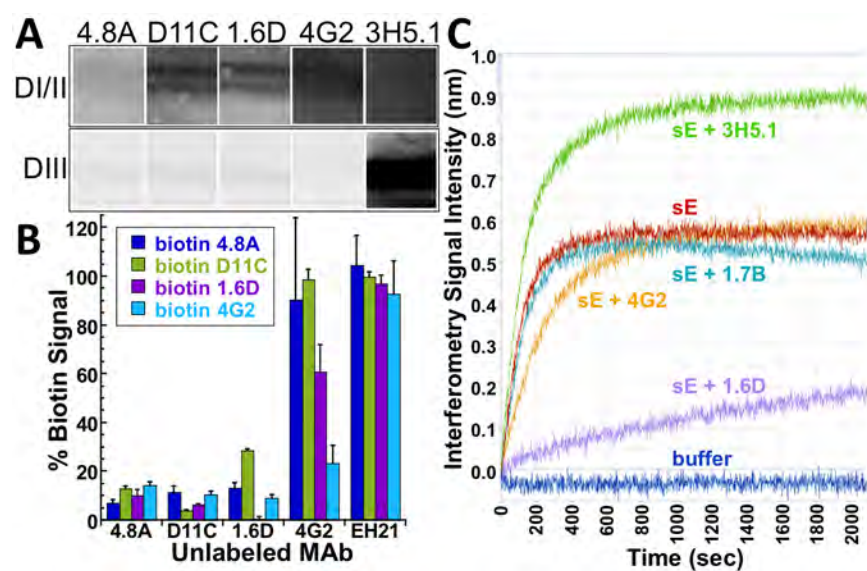 A
4.8A D11C 1.6D 4G2 3H5.1
DI/II
DIII
B
120
100
80
60
40
20
0
% Biotin Signal
biotin 4.8A
biotin D11C
biotin 1.6D
biotin 4G2
4.8A D11C 1.6D 4G2 EH21
Unlabeled MAb
C
1.0
0.9
0.8
0.7
0.6
0.5
0.4
0.3
0.2
0.1
0.0
Interferometry Signal Intensity (nm)
sE + 3H5.1
sE
sE + 1.7B
sE + 4G2
sE + 1.6D
buffer
0 200 400 600 800 1000 1200 1400 1600 1800 2000
Time (sec)